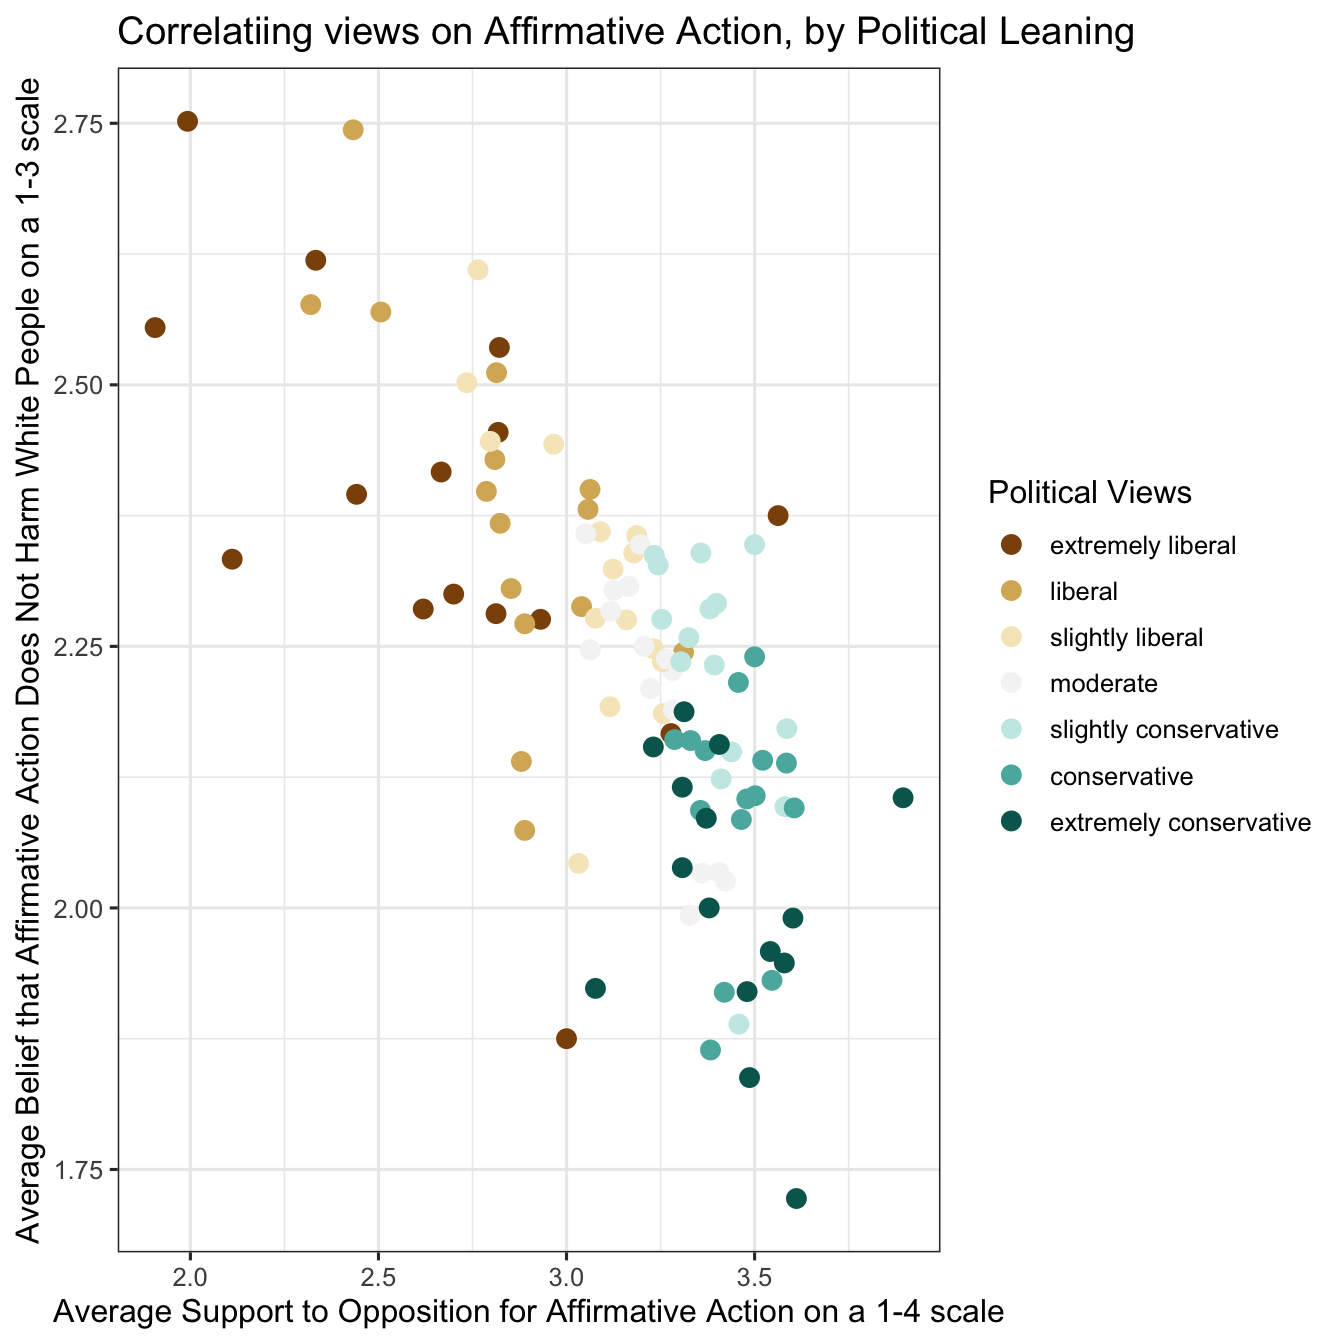 Correlatiing views on Affirmative Action, by Political Leaning
Average Belief that Affirmative Action Does Not Harm White People on a 1-3 scale
2.75
2.50
2.25
2.00
1.75
2.0
2.5
3.0
3.5
Average Support to Opposition for Affirmative Action on a 1-4 scale
Political Views
extremely liberal
liberal
slightly liberal
moderate
slightly conservative
conservative
extremely conservative